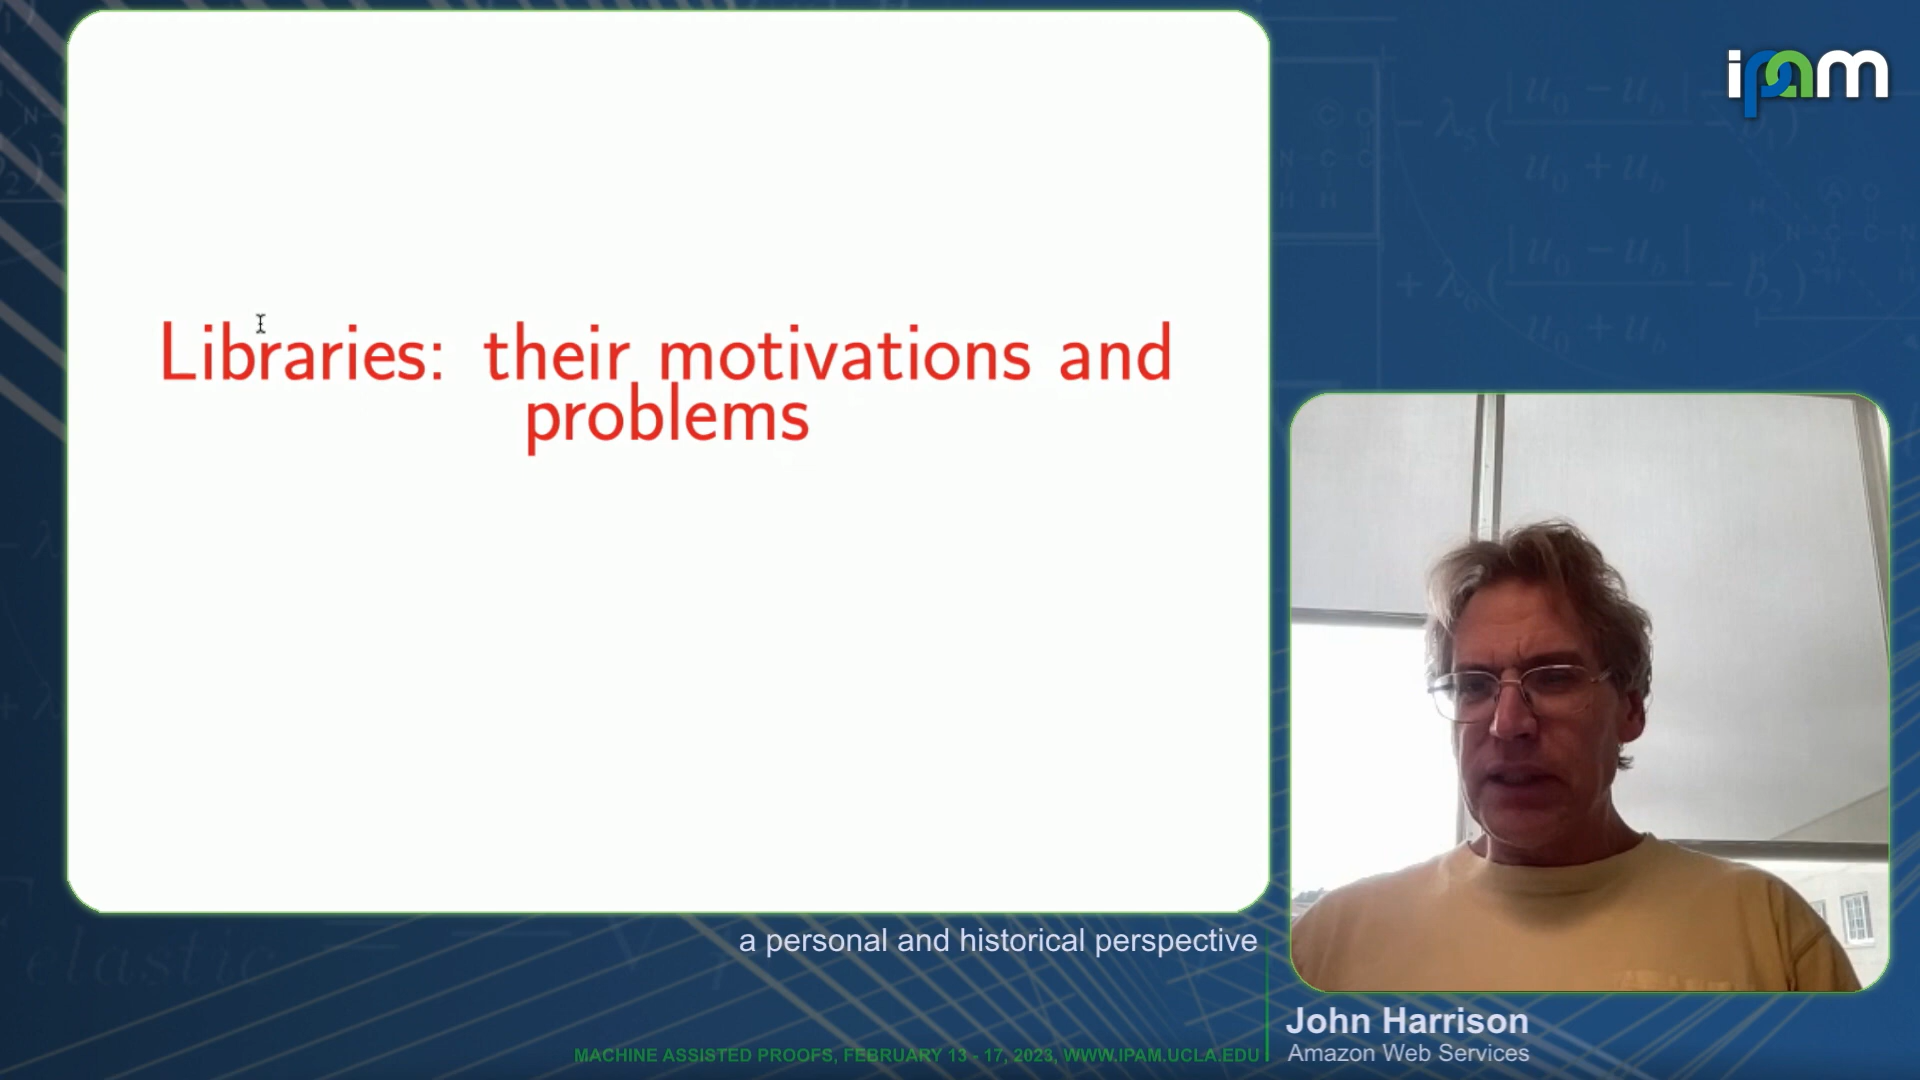 ipam
Libraries: their motivations and
problems
a personal and historical perspective
John Harrison
Amazon Web Services
MACHINE ASSISTED PROOFS, FEBRUARY 13 - 17, 2023, WWW.IPAM.UCLA.EDU
elastic